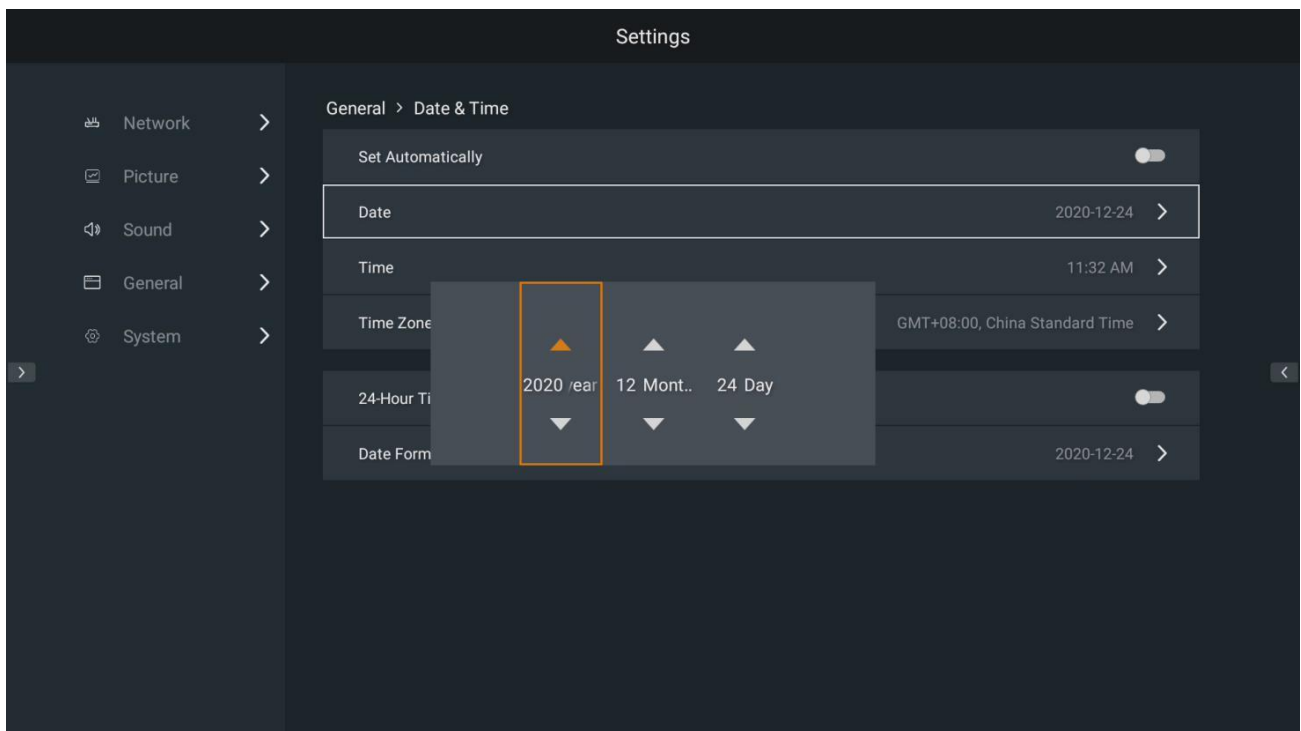 Settings
Network
Picture
Sound
General
System
General > Date & Time
Set Automatically
Date 2020-12-24
Time 11:32 AM
Time Zone GMT+08:00, China Standard Time
2020 year 12 Mont.. 24 Day
24-Hour Ti
Date Form 2020-12-24